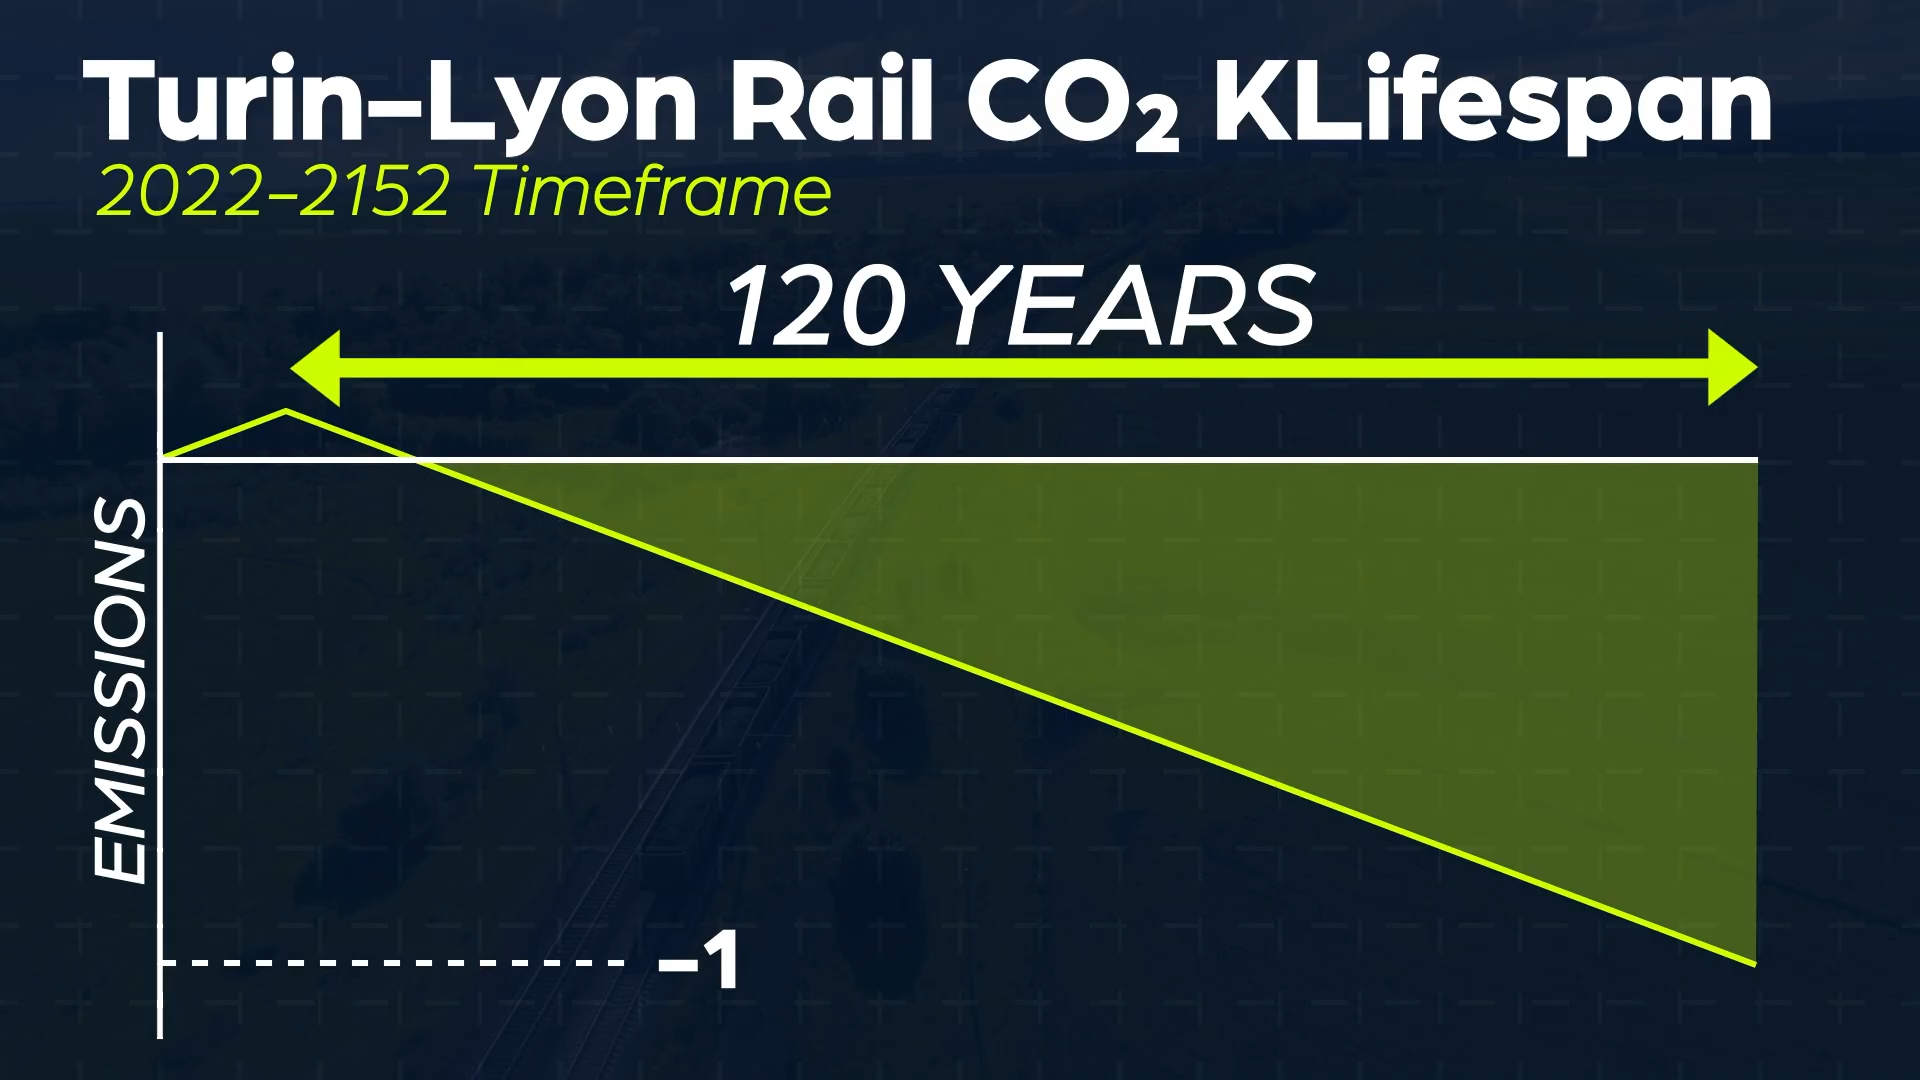 Turin–Lyon Rail CO₂ KLifespan
2022–2152 Timeframe
120 YEARS
EMISSIONS
–1